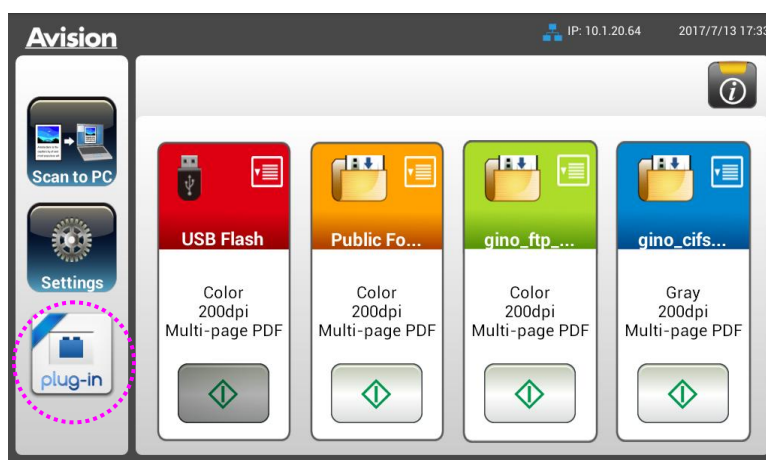 Avision
IP: 10.1.20.64
2017/7/13 17:33
Scan to PC
Settings
plug-in
USB Flash
Color
200dpi
Multi-page PDF
Public Fo...
Color
200dpi
Multi-page PDF
gino_ftp_...
Color
200dpi
Multi-page PDF
gino_cifs...
Gray
200dpi
Multi-page PDF